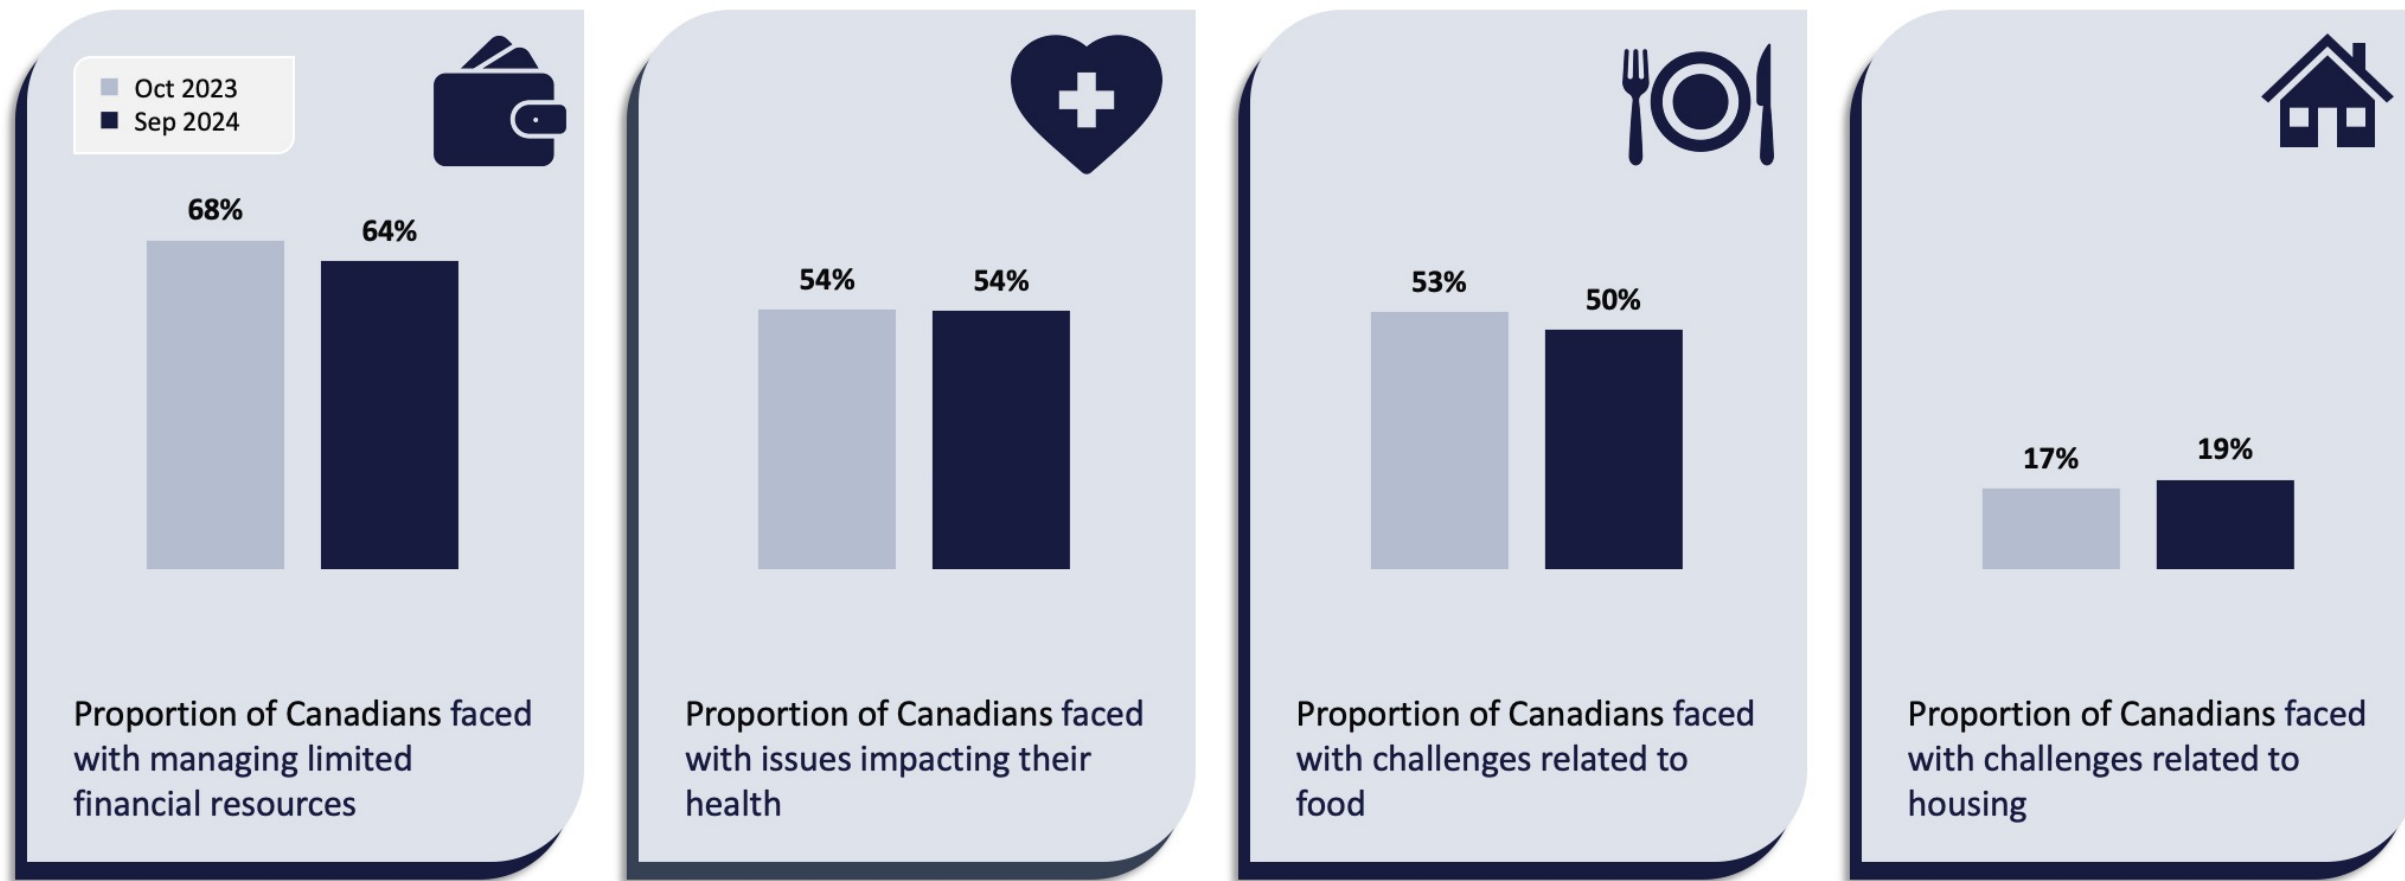 Oct 2023
Sep 2024
68%
64%
Proportion of Canadians faced
with managing limited
financial resources
54%
54%
Proportion of Canadians faced
with issues impacting their
health
53%
50%
Proportion of Canadians faced
with challenges related to
food
17%
19%
Proportion of Canadians faced
with challenges related to
housing